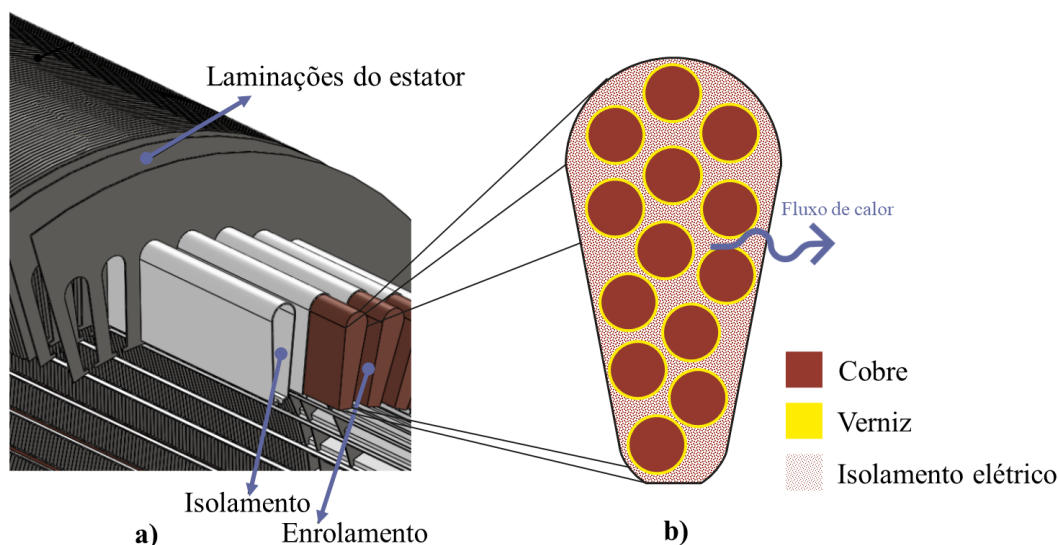 Laminações do estator
Fluxo de calor
Cobre
Verniz
Isolamento elétrico
Isolamento
Enrolamento
a)
b)